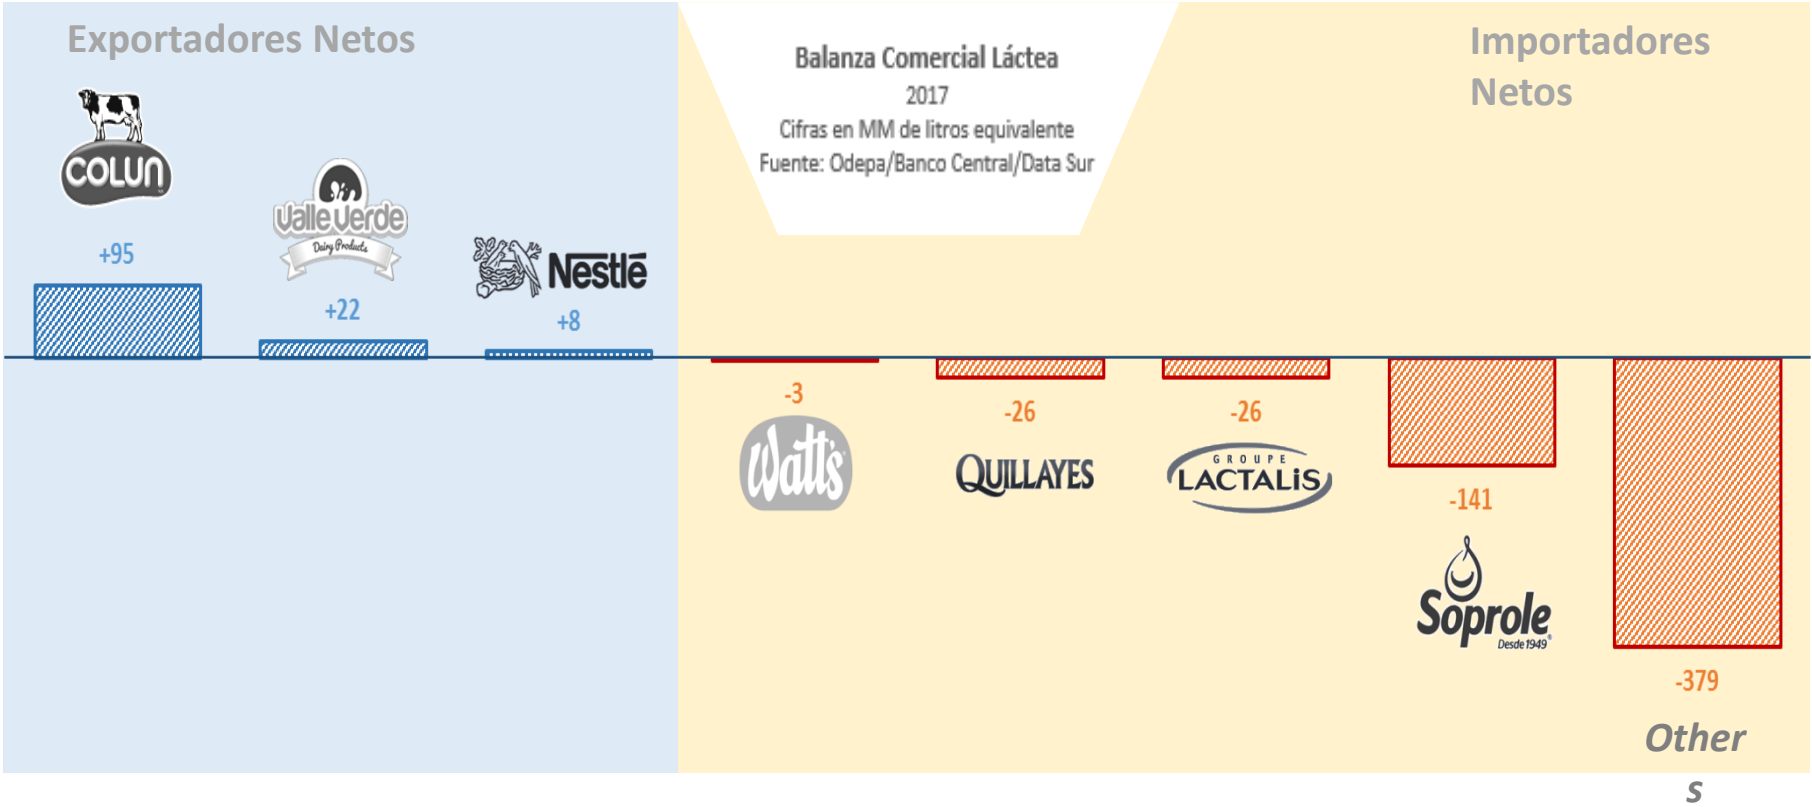 Exportadores Netos
Importadores
Netos
Balanza Comercial Láctea
2017
Cifras en MM de litros equivalente
Fuente: Odepa/Banco Central/Data Sur
COLUN
+95
Valle Verde
Dairy Products
+22
Nestlé
+8
-3
Watt's
-26
QUILLAYES
-26
GROUPE
LACTALiS
-141
Soprole
Desde 1949
-379
Other
s